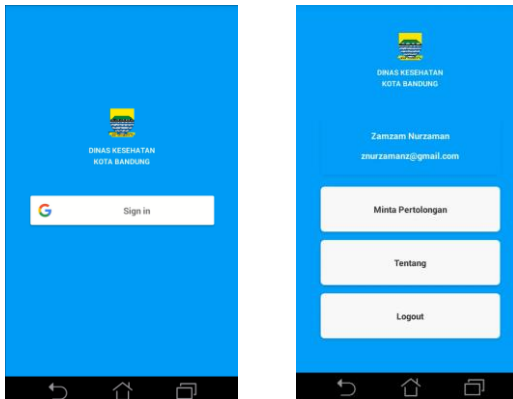 DINAS KESEHATAN
KOTA BANDUNG
Sign in
DINAS KESEHATAN
KOTA BANDUNG
Zamzam Nurzaman
znurzamanz@gmail.com
Minta Pertolongan
Tentang
Logout